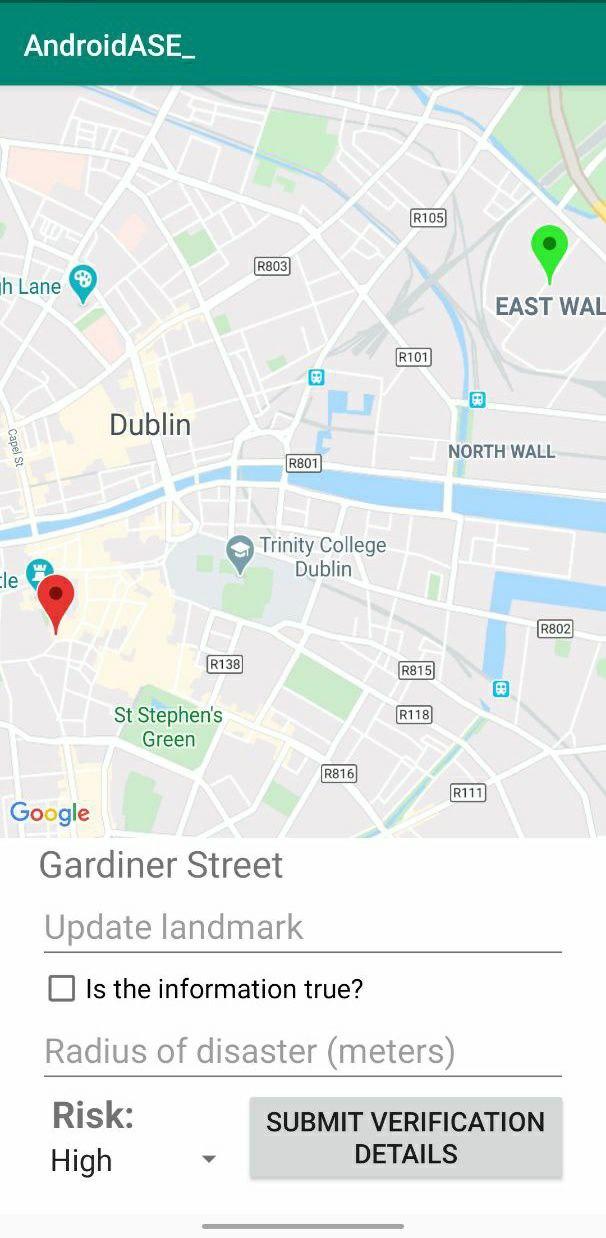 AndroidASE_
R105
R803
h Lane
EAST WAL
R101
Capel St
Dublin
NORTH WALL
R801
Trinity College
Dublin
tle
R802
R138
R815
St Stephen's
Green
R118
R816
R111
Google
Gardiner Street
Update landmark
Is the information true?
Radius of disaster (meters)
Risk:
High
SUBMIT VERIFICATION
DETAILS